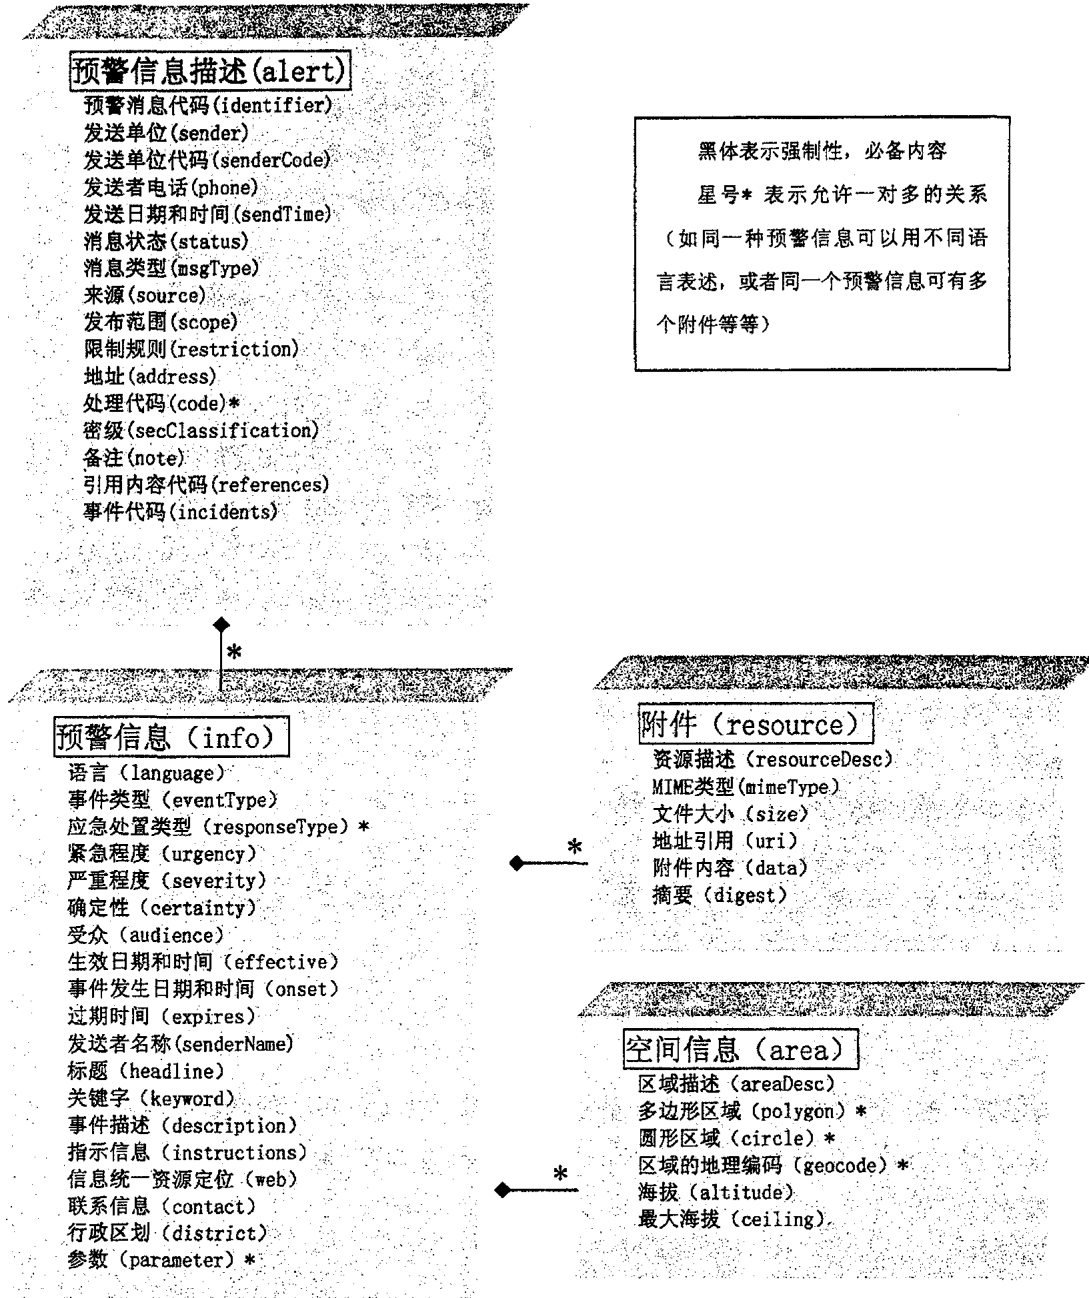 预警信息描述(alert)
预警消息代码(identifier)
发送单位(sender)
发送单位代码(senderCode)
发送者电话(phone)
发送日期和时间(sendTime)
消息状态(status)
消息类型(msgType)
来源(source)
发布范围(scope)
限制规则(restriction)
地址(address)
处理代码(code)*
密级(secClassification)
备注(note)
引用内容代码(references)
事件代码(incidents)
黑体表示强制性，必备内容
星号* 表示允许一对多的关系
（如同一种预警信息可以用不同语
言表述，或者同一个预警信息可有多
个附件等等）
*
预警信息（info）
语言（language）
事件类型（eventType）
应急处置类型（responseType）*
紧急程度（urgency）
严重程度（severity）
确定性（certainty）
受众（audience）
生效日期和时间（effective）
事件发生日期和时间（onset）
过期时间（expires）
发送者名称(senderName)
标题（headline）
关键字（keyword）
事件描述（description）
指示信息（instructions）
信息统一资源定位（web）
联系信息（contact）
行政区划（district）
参数（parameter）*
*
附件（resource）
资源描述（resourceDesc）
MIME类型(mimeType)
文件大小（size）
地址引用（uri）
附件内容（data）
摘要（digest）
*
空间信息（area）
区域描述（areaDesc）
多边形区域（polygon）*
圆形区域（circle）*
区域的地理编码（geocode）*
海拔（altitude）
最大海拔（ceiling）